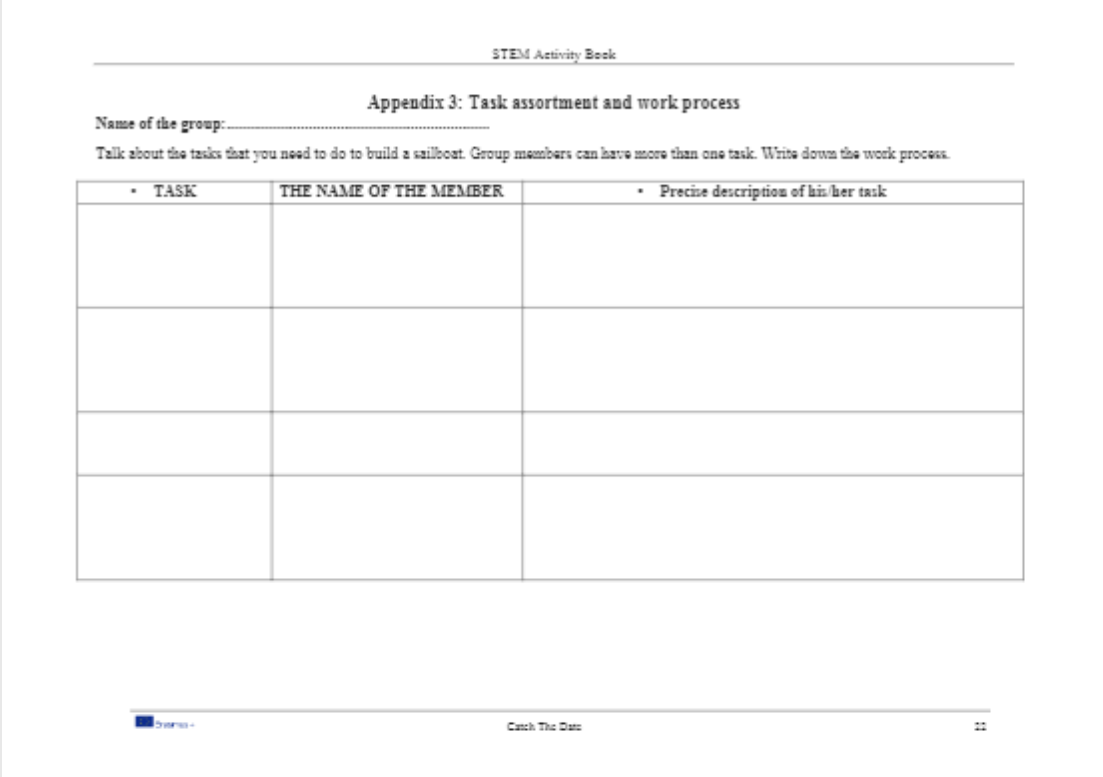 STEM Activity Book
Appendix 3: Task assortment and work process
Name of the group:..............................................................................
Talk about the tasks that you need to do to build a sailboat. Group members can have more than one task. Write down the work process.
• TASK
THE NAME OF THE MEMBER
• Precise description of his/her task
Erasmus +
Catch The Date
22